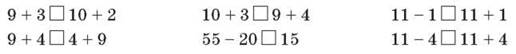 9 + 3 □ 10 + 2 10 + 3 □ 9 + 4 11 − 1 □ 11 + 1
9 + 4 □ 4 + 9 55 − 20 □ 15 11 − 4 □ 11 + 4